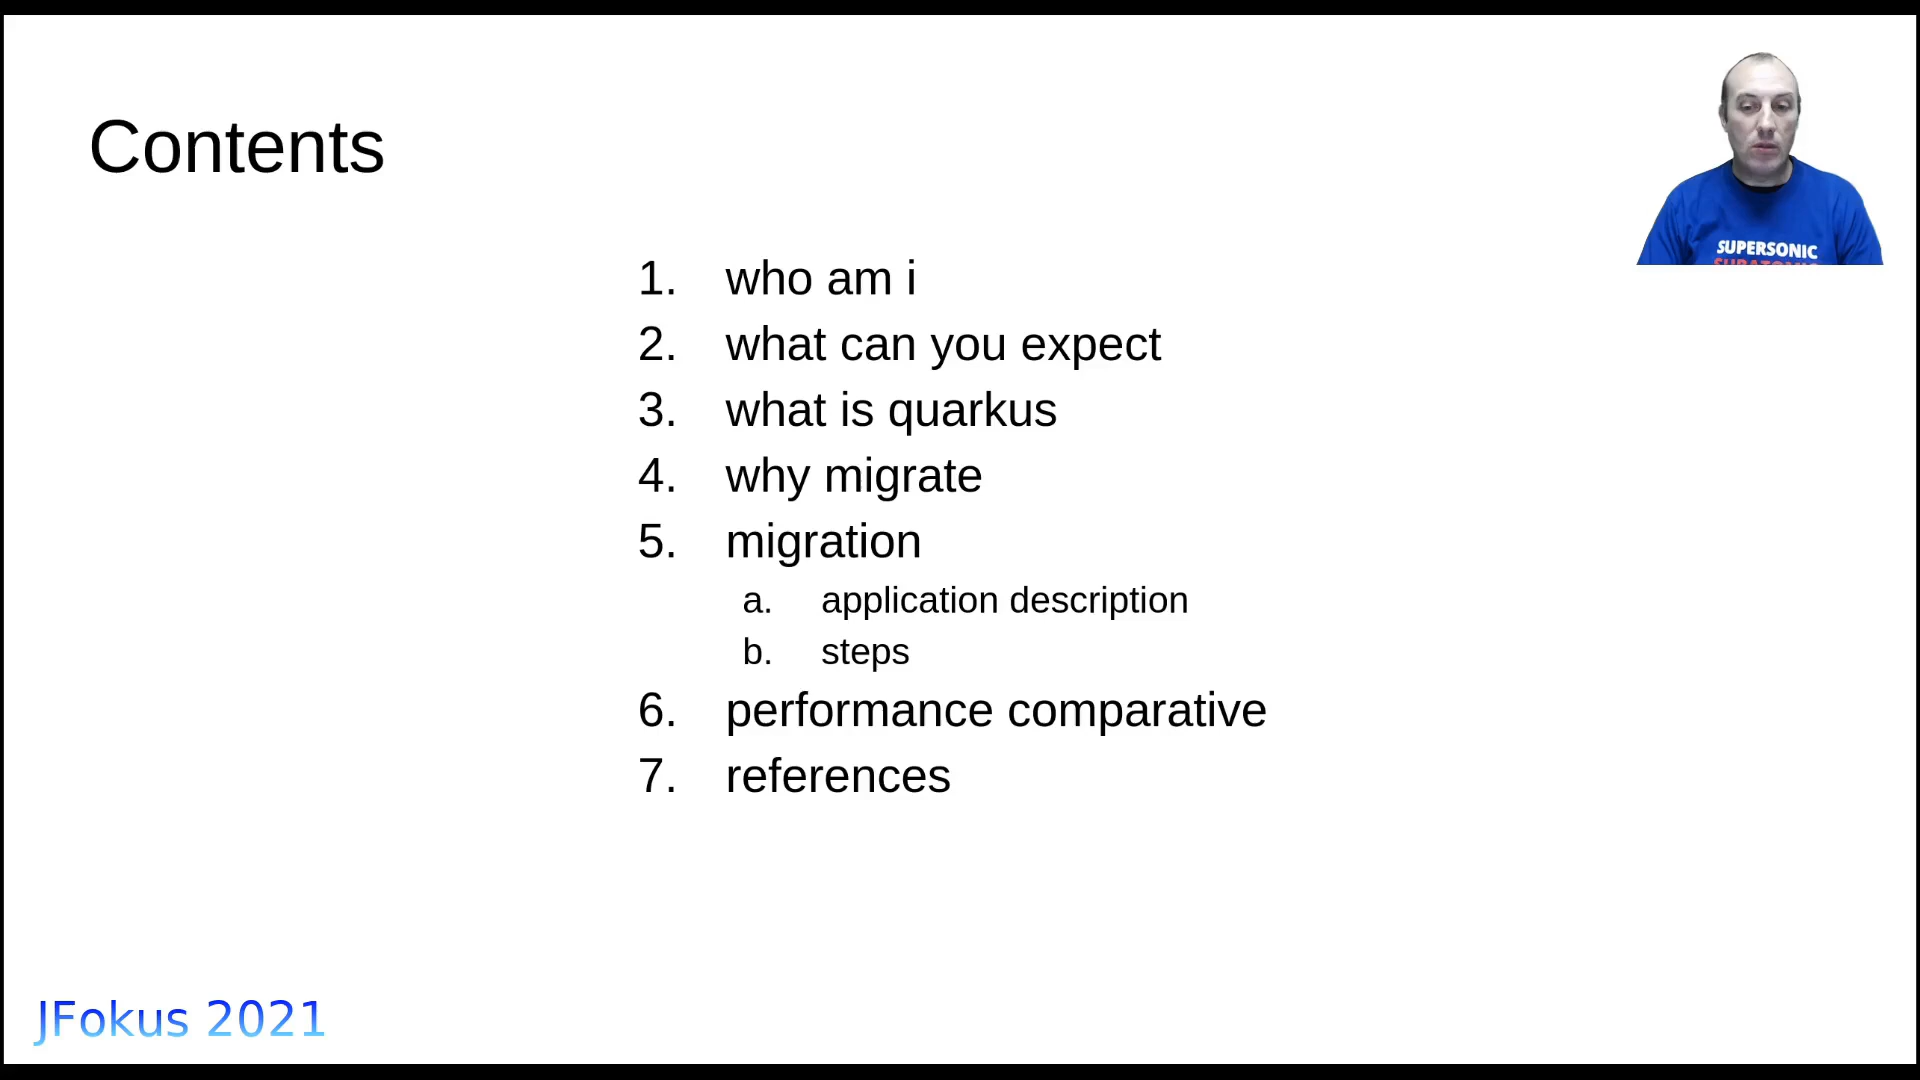 Contents
SUPERSONIC
1. who am i
2. what can you expect
3. what is quarkus
4. why migrate
5. migration
a. application description
b. steps
6. performance comparative
7. references
JFokus 2021